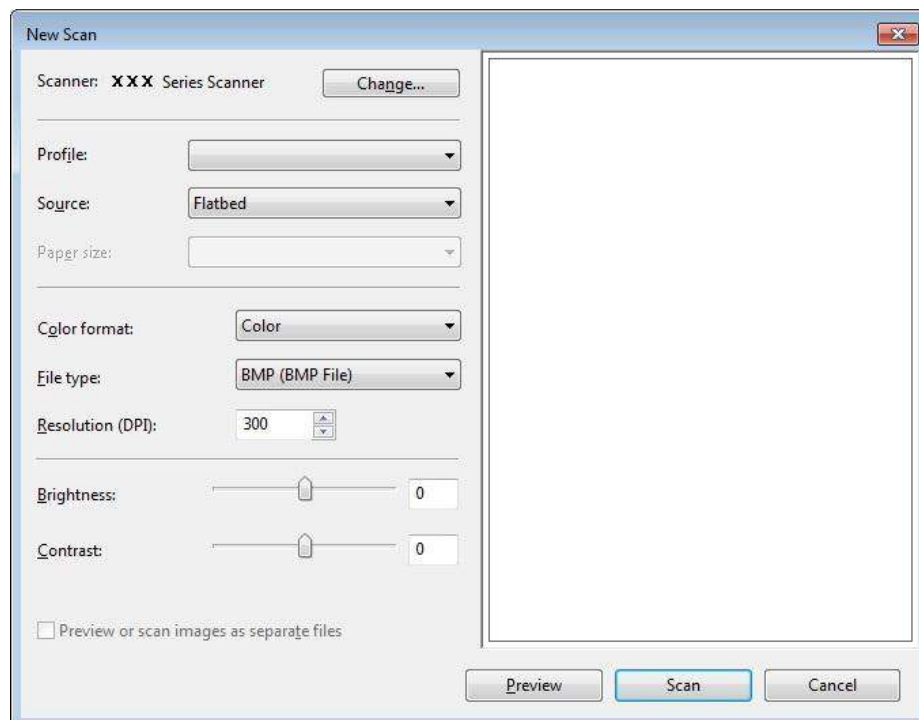 New Scan
Scanner: XXX Series Scanner Change...
Profile:
Source: Flatbed
Paper size:
Color format: Color
File type: BMP (BMP File)
Resolution (DPI): 300
Brightness: 0
Contrast: 0
Preview or scan images as separate files
Preview Scan Cancel